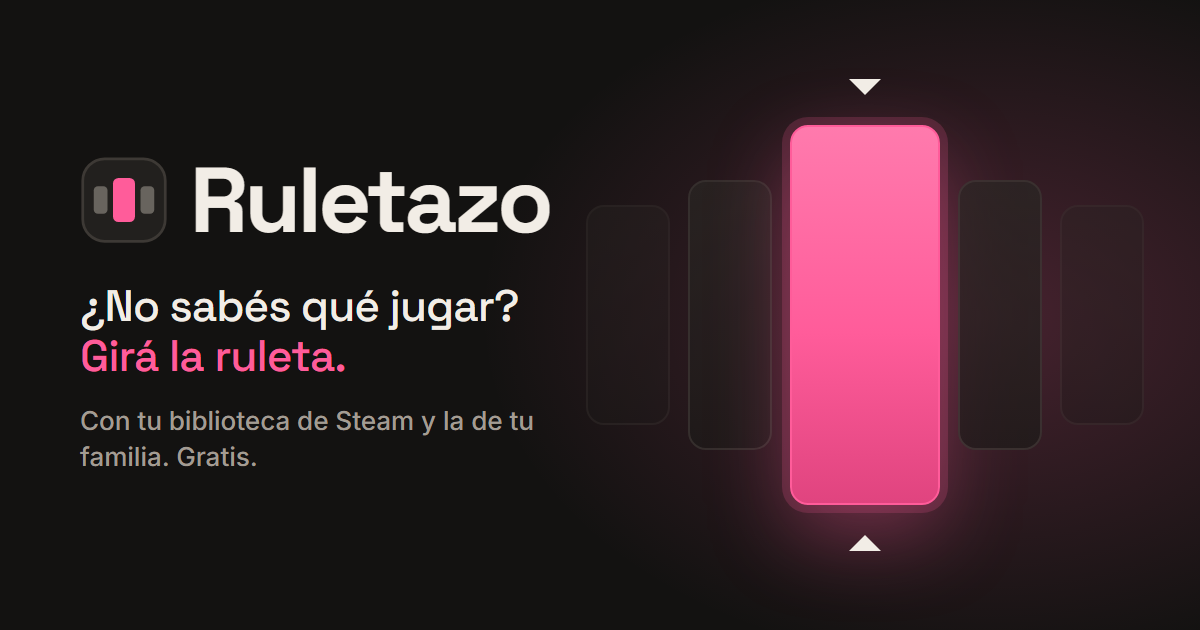 Ruletazo
¿No sabés qué jugar?
Girá la ruleta.
Con tu biblioteca de Steam y la de tu
familia. Gratis.